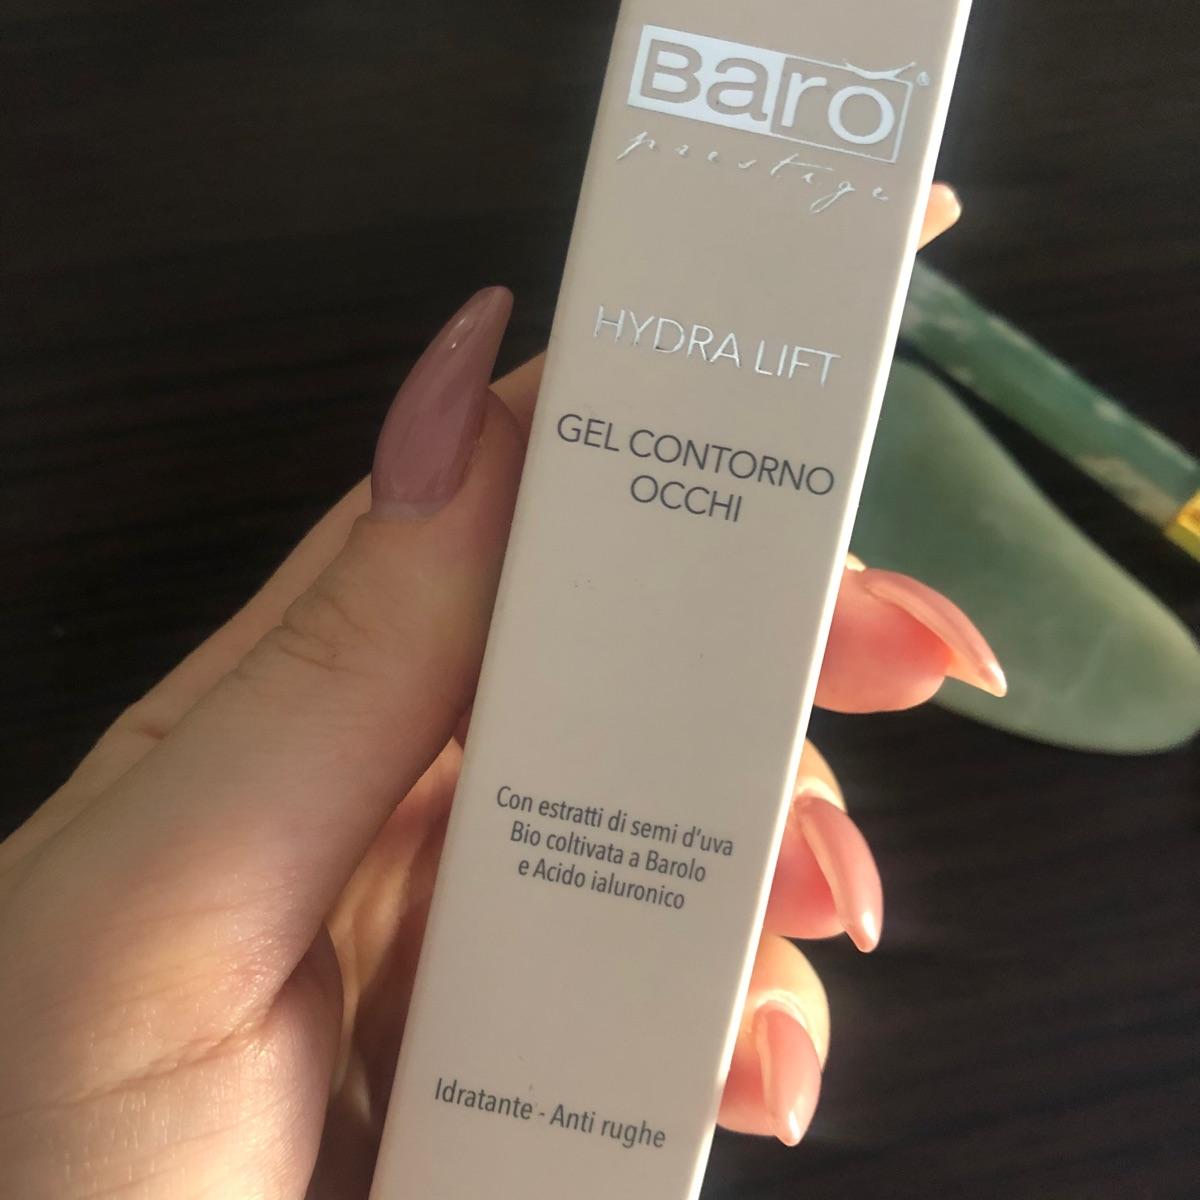 Barò®
prestige
HYDRA LIFT
GEL CONTORNO
OCCHI
Con estratti di semi d'uva
Bio coltivata a Barolo
e Acido ialuronico
Idratante - Anti rughe